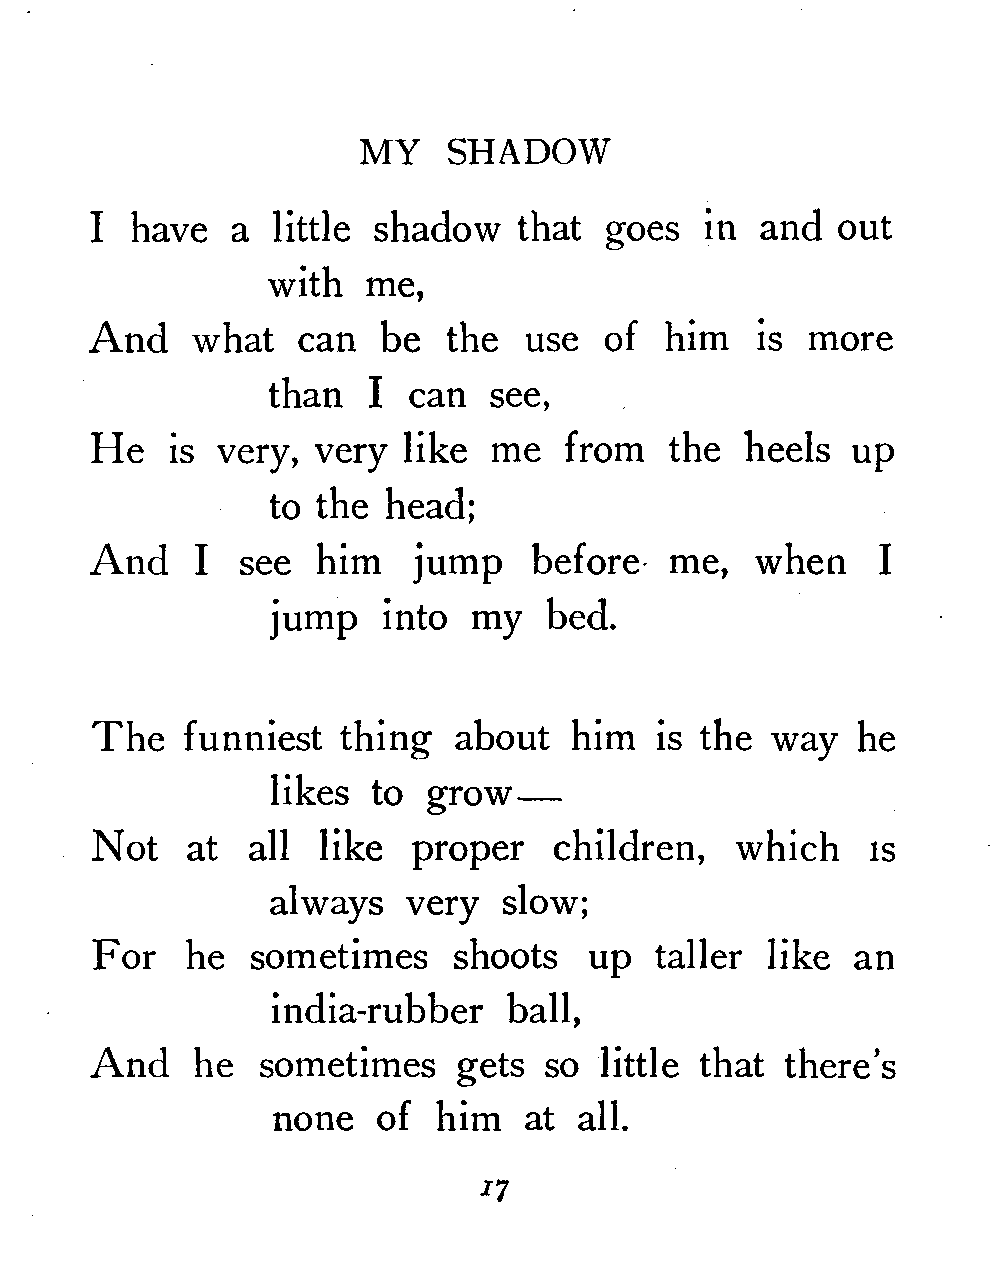 MY SHADOW
I have a little shadow that goes in and out
with me,
And what can be the use of him is more
than I can see,
He is very, very like me from the heels up
to the head;
And I see him jump before me, when I
jump into my bed.
The funniest thing about him is the way he
likes to grow—
Not at all like proper children, which is
always very slow;
For he sometimes shoots up taller like an
india-rubber ball,
And he sometimes gets so little that there's
none of him at all.
17